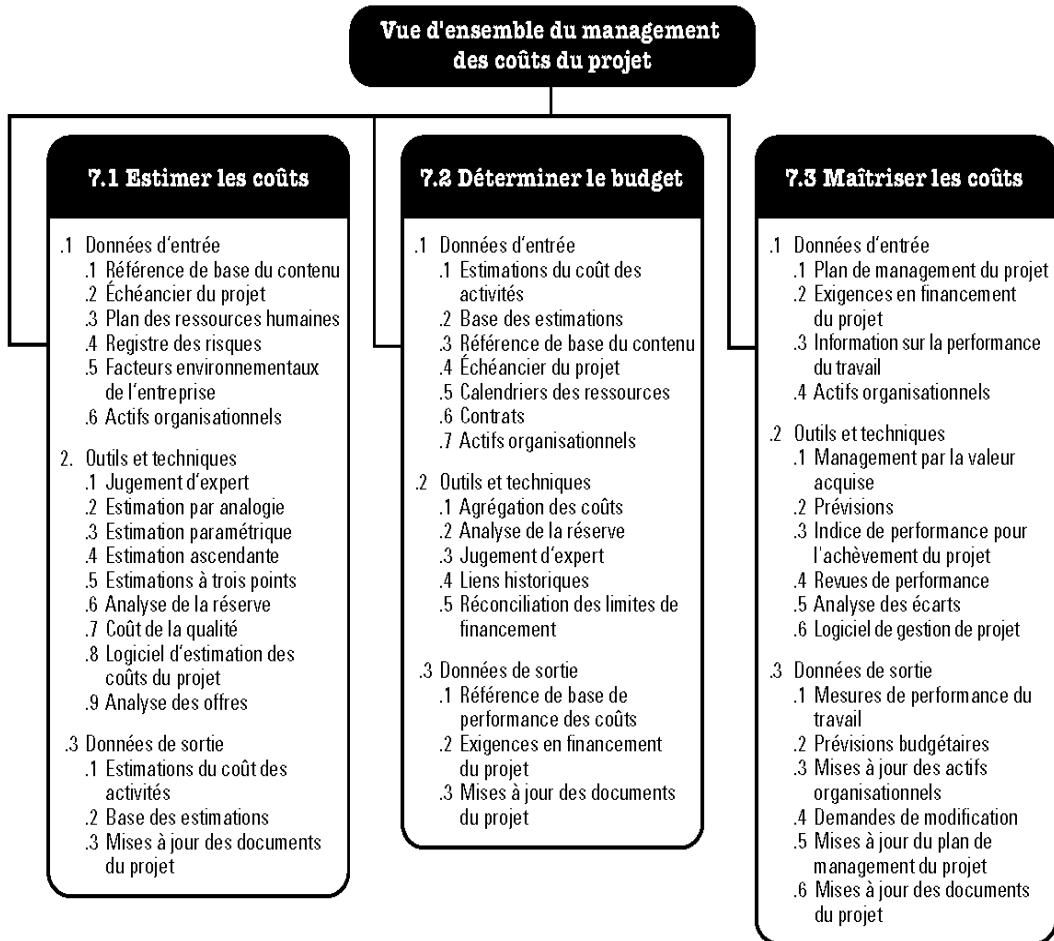 Vue d'ensemble du management
des coûts du projet
7.1 Estimer les coûts
.1 Données d'entrée
.1 Référence de base du contenu
.2 Échéancier du projet
.3 Plan des ressources humaines
.4 Registre des risques
.5 Facteurs environnementaux
de l'entreprise
.6 Actifs organisationnels
2. Outils et techniques
.1 Jugement d'expert
.2 Estimation par analogie
.3 Estimation paramétrique
.4 Estimation ascendante
.5 Estimations à trois points
.6 Analyse de la réserve
.7 Coût de la qualité
.8 Logiciel d'estimation des
coûts du projet
.9 Analyse des offres
.3 Données de sortie
.1 Estimations du coût des
activités
.2 Base des estimations
.3 Mises à jour des documents
du projet
7.2 Déterminer le budget
.1 Données d'entrée
.1 Estimations du coût des
activités
.2 Base des estimations
.3 Référence de base du contenu
.4 Échéancier du projet
.5 Calendriers des ressources
.6 Contrats
.7 Actifs organisationnels
.2 Outils et techniques
.1 Agrégation des coûts
.2 Analyse de la réserve
.3 Jugement d'expert
.4 Liens historiques
.5 Réconciliation des limites de
financement
.3 Données de sortie
.1 Référence de base de
performance des coûts
.2 Exigences en financement
du projet
.3 Mises à jour des documents
du projet
7.3 Maîtriser les coûts
.1 Données d'entrée
.1 Plan de management du projet
.2 Exigences en financement
du projet
.3 Information sur la performance
du travail
.4 Actifs organisationnels
.2 Outils et techniques
.1 Management par la valeur
acquise
.2 Prévisions
.3 Indice de performance pour
l'achèvement du projet
.4 Revues de performance
.5 Analyse des écarts
.6 Logiciel de gestion de projet
.3 Données de sortie
.1 Mesures de performance du
travail
.2 Prévisions budgétaires
.3 Mises à jour des actifs
organisationnels
.4 Demandes de modification
.5 Mises à jour du plan de
management du projet
.6 Mises à jour des documents
du projet